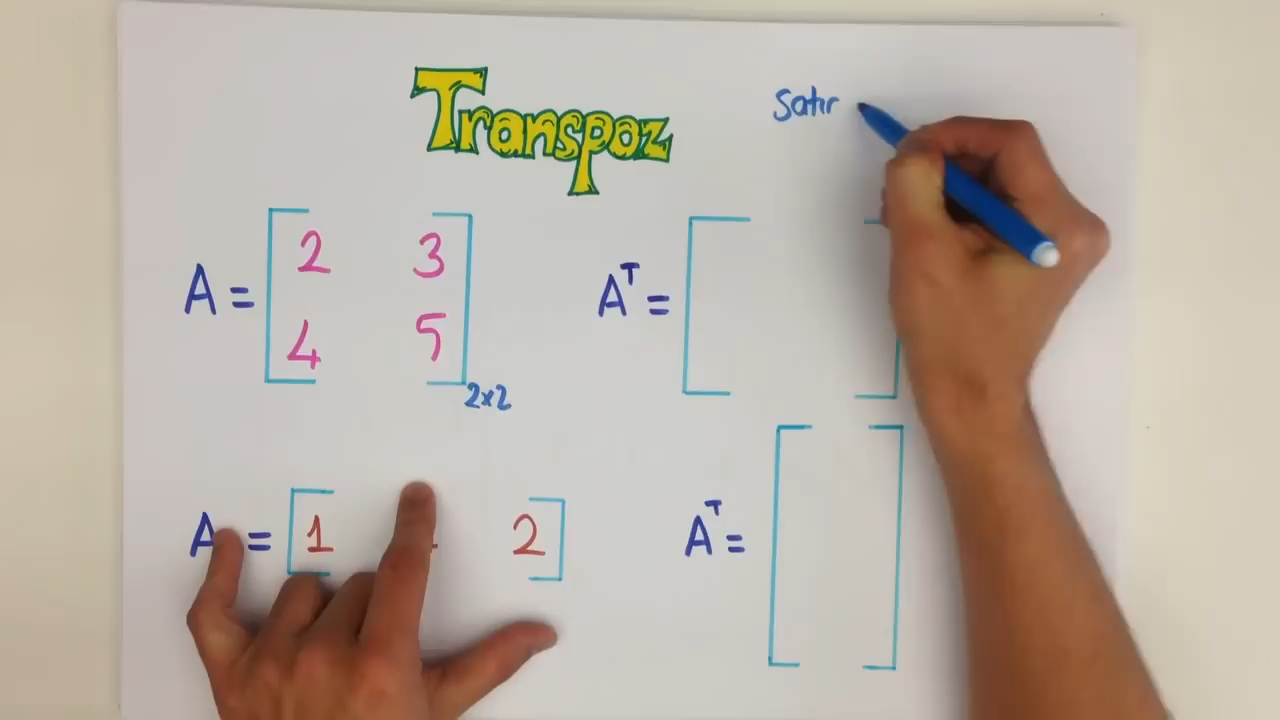 Transpoz
Satır
A = [2 3
4 5] 2x2
Aᵀ = [ ]
A = [1 2]
Aᵀ = [ ]